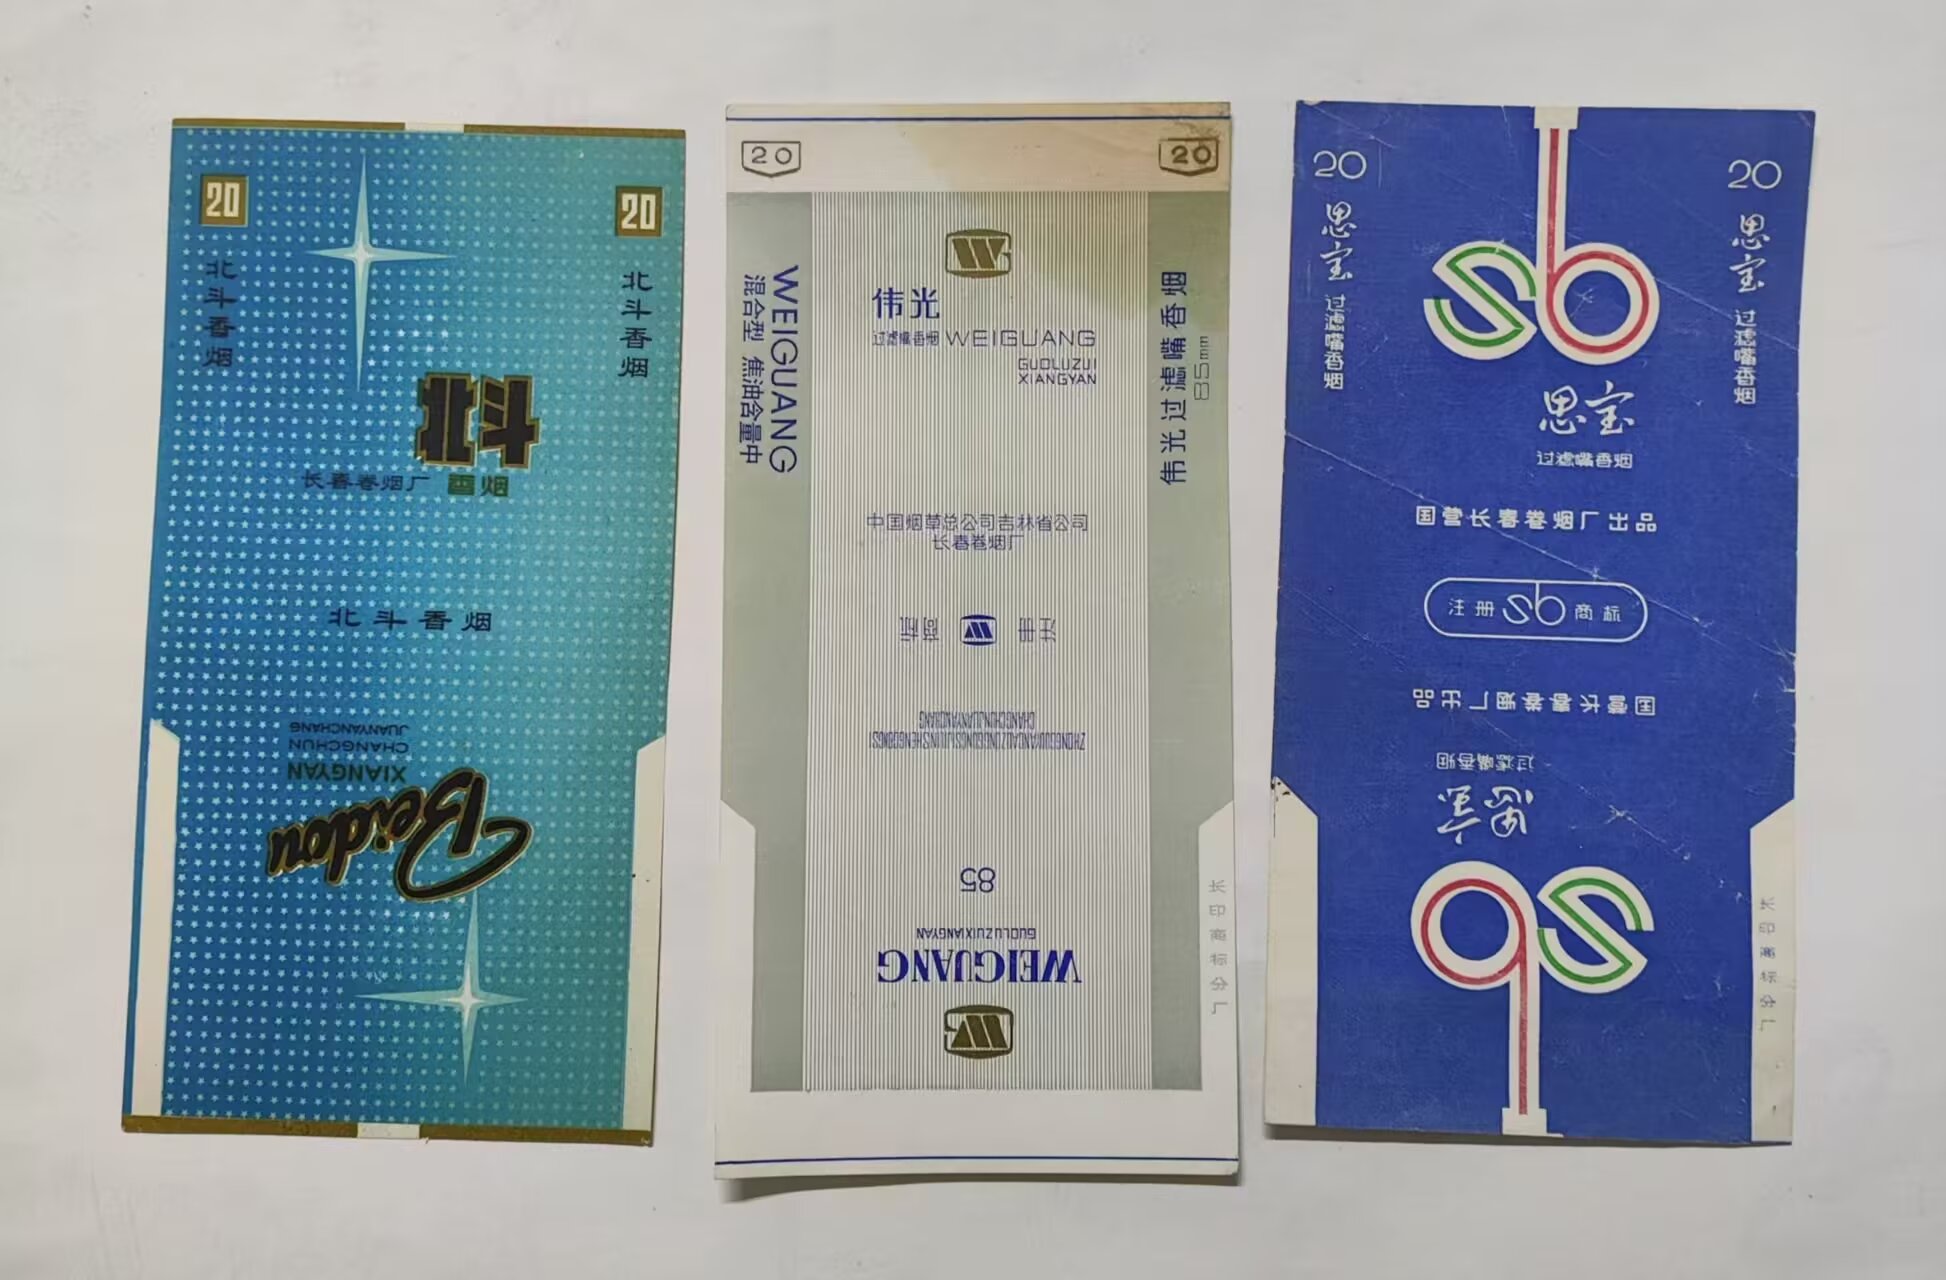 20
20
北斗香烟
北斗香烟
北斗
长春卷烟厂 香烟
北斗香烟
JUANYANCHANG
CHANGCHUN
XIANGYAN
Beidou
20
20
WEIGUANG
混合型 焦油含量中
伟光
过滤嘴香烟 WEIGUANG
GUOLUZUI
XIANGYAN
伟光过滤嘴香烟
85mm
中国烟草总公司吉林省公司
长春卷烟厂
注册 商标
CHANGCHUNJUANYANCHANG
85
GUOLUZUIXIANGYAN
WEIGUANG
长印商标分厂
20
20
思宝
过滤嘴香烟
思宝
过滤嘴香烟
sb
思宝
过滤嘴香烟
国营长春卷烟厂出品
注册 sb 商标
国营长春卷烟厂出品
过滤嘴香烟
思宝
sb
长印商标分厂